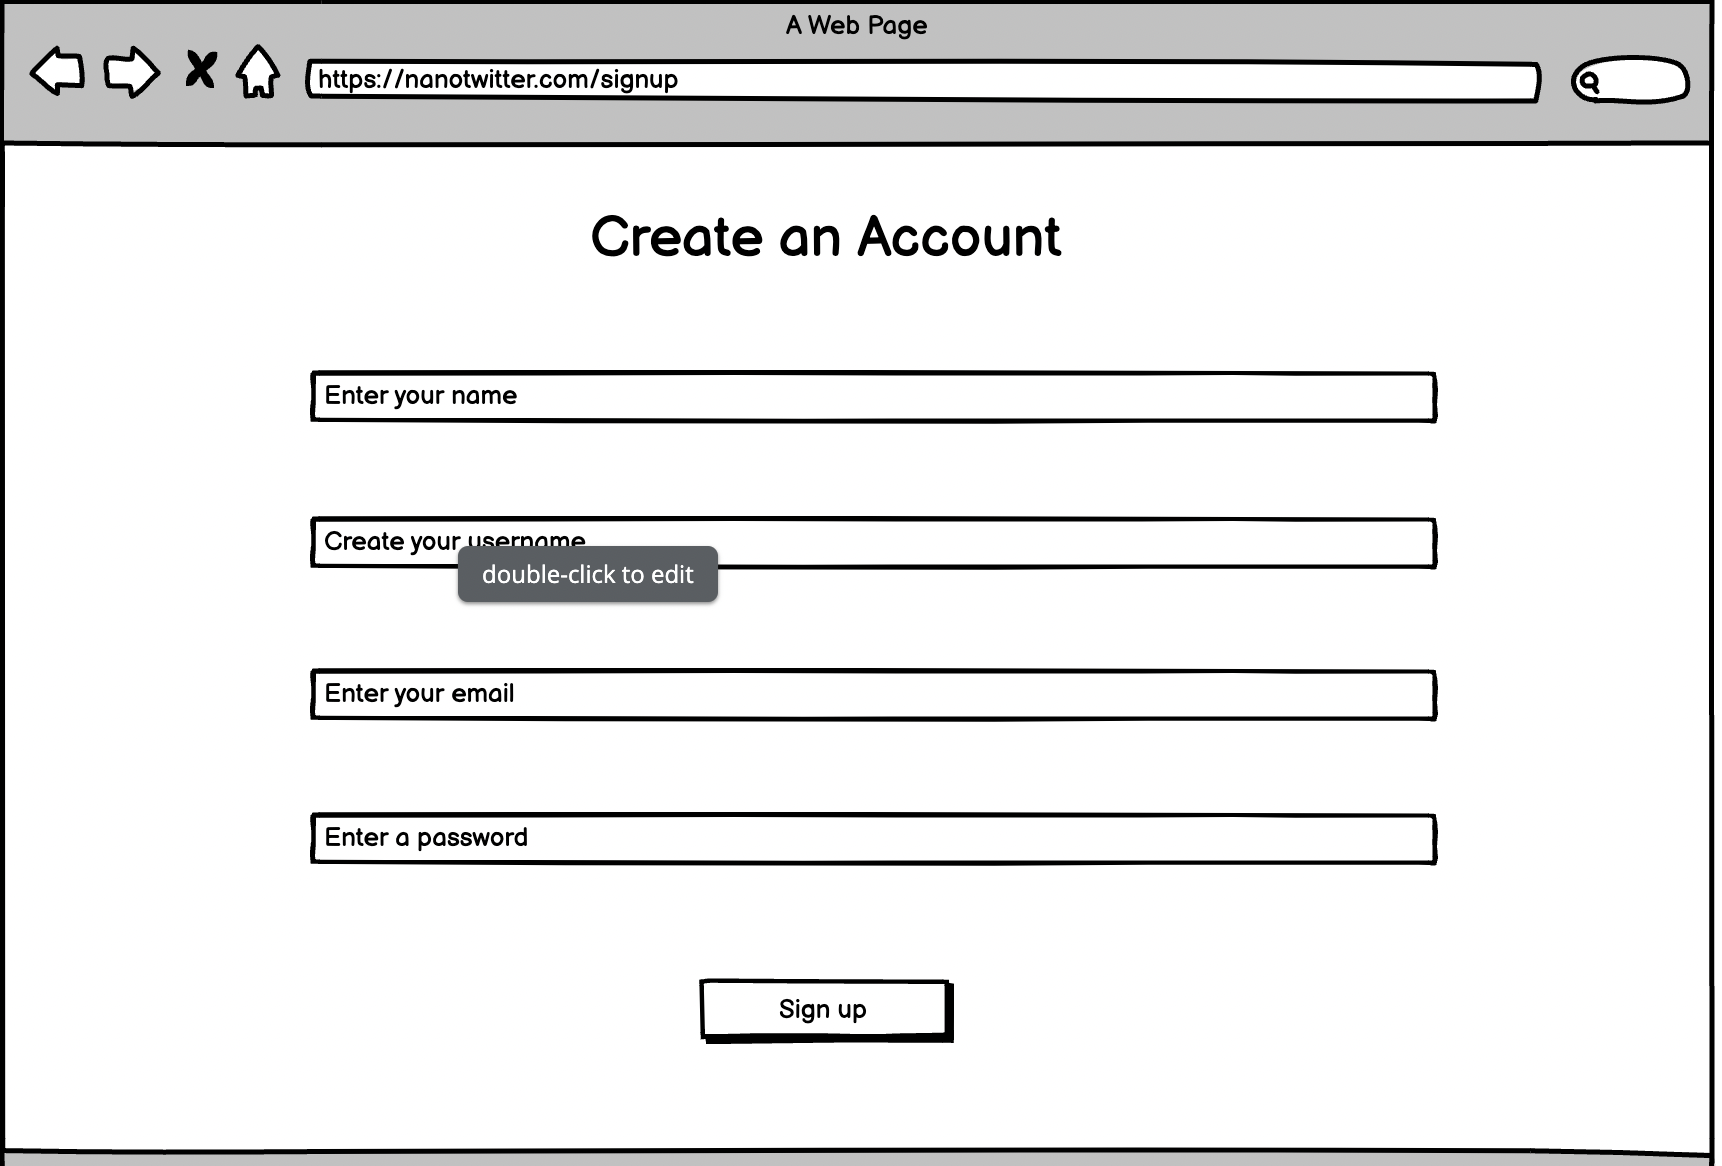 A Web Page
https://nanotwitter.com/signup
Create an Account
Enter your name
Create your username
double-click to edit
Enter your email
Enter a password
Sign up